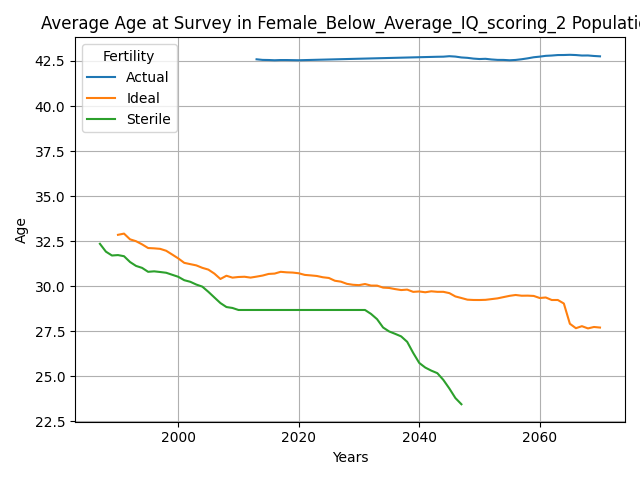 Average Age at Survey in Female_Below_Average_IQ_scoring_2 Populatio
Fertility
Actual
Ideal
Sterile
42.5
40.0
37.5
35.0
32.5
30.0
27.5
25.0
22.5
Age
2000
2020
2040
2060
Years